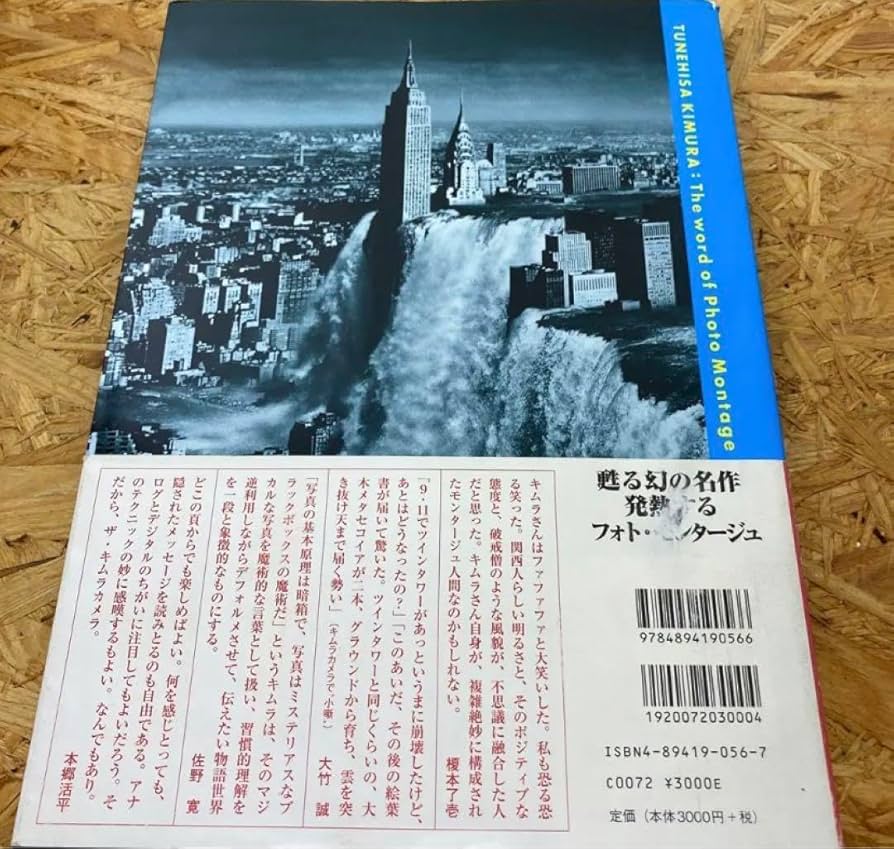 TUNEHISA KIMURA : The word of Photo Montage
甦る幻の名作
発熱する
フォト・モンタージュ
キムラさんはファファファと大笑いした。私も恐る恐
る笑った。関西人らしい明るさと、そのポジティブな
態度と、破戒僧のような風貌が、不思議に融合した人
だと思った。キムラさん自身が、複雑絶妙に構成され
たモンタージュ人間なのかもしれない。
榎本了壱
「9・11でツインタワーがあっというまに崩壊したけど、
あとはどうなったの?」「このあいだ、その後の絵葉
書が届いて驚いた。ツインタワーと同じくらいの、大
木メタセコイアが二本、グラウンドから育ち、雲を突
き抜け天まで届く勢い」(キムラカメラで“小噺”)
大竹 誠
「写真の基本原理は暗箱で、写真はミステリアスなブ
ラックボックスの魔術だ」というキムラは、そのマジ
カルな写真を魔術的な言葉として扱い、習慣的理解を
逆利用しながらデフォルメさせて、伝えたい物語世界
を一段と象徴的なものにする。
佐野 寛
どこの頁からでも楽しめばよい。何を感じとっても、
隠されたメッセージを読みとるのも自由である。アナ
ログとデジタルのちがいに注目してもよいだろう。そ
のテクニックの妙に感嘆するもよい。なんでもあり。
だから、ザ・キムラカメラ。
本郷活平
9784894190566
1920072030004
ISBN4-89419-056-7
C0072 ¥3000E
定価(本体3000円+税)